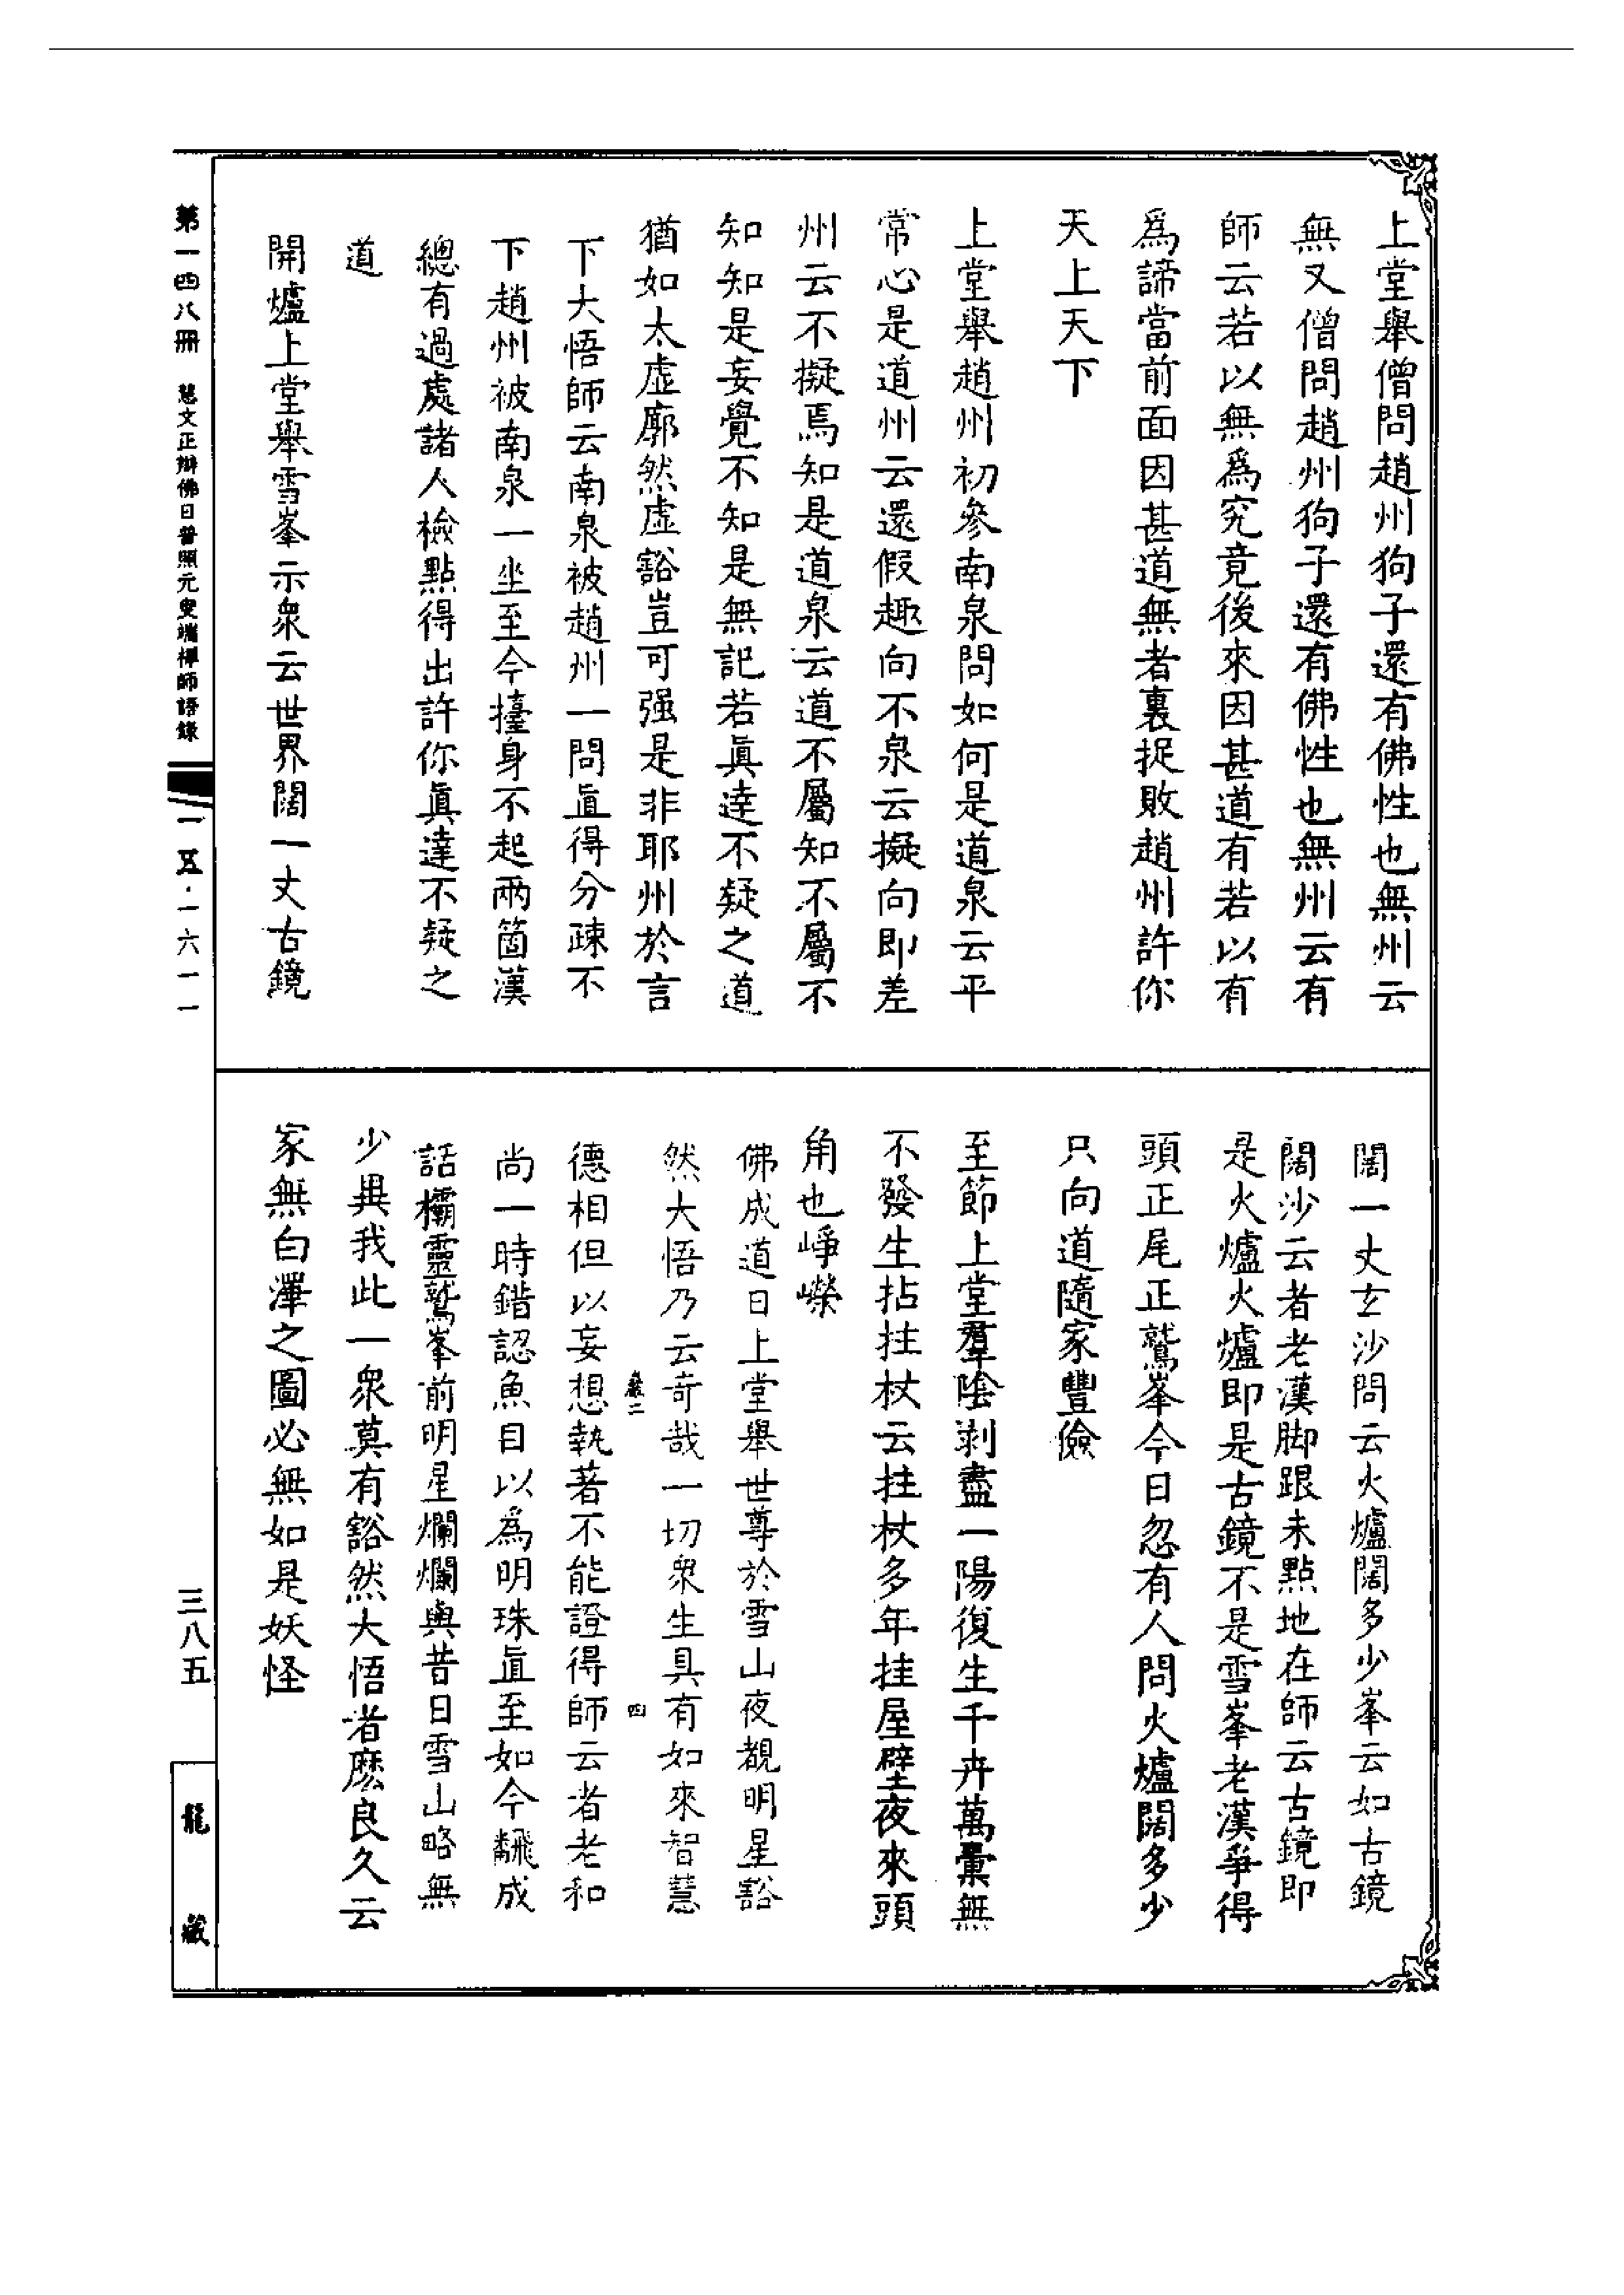 上堂舉僧問趙州狗子還有佛性也無州云
無又僧問趙州狗子還有佛性也無州云有
師云若以無爲究竟後來因甚道有若以有
爲諦當前面因甚道無者裏捉敗趙州許你
天上天下
上堂舉趙州初參南泉問如何是道泉云平
常心是道州云還假趣向不泉云擬向即差
州云不擬焉知是道泉云道不屬知不屬不
知知是妄覺不知是無記若眞達不疑之道
猶如太虛廓然虛豁豈可强是非耶州於言
下大悟師云南泉被趙州一問直得分疎不
下趙州被南泉一坐至今擡身不起兩箇漢
總有過處諸人檢點得出許你眞達不疑之
道
開爐上堂舉雪峯示衆云世界闊一丈古鏡
闊一丈玄沙問云火爐闊多少峯云如古鏡
闊沙云者老漢脚跟未點地在師云古鏡即
是火爐火爐即是古鏡不是雪峯老漢爭得
頭正尾正鷲峯今日忽有人問火爐闊多少
只向道隨家豐儉
至節上堂羣陰剥盡一陽復生千卉萬彙無
不發生拈拄杖云拄杖多年挂屋壁夜來頭
角也崢嶸
佛成道日上堂舉世尊於雪山夜覩明星豁
然大悟乃云奇哉一切衆生具有如來智慧
巖二 四
德相但以妄想執著不能證得師云者老和
尚一時錯認魚目以爲明珠直至如今飜成
話欛靈鷲峯前明星爛爛與昔日雪山略無
少異我此一衆莫有豁然大悟者麽良久云
家無白澤之圖必無如是妖怪
第一四八冊 慧文正辯佛日普照元叟端禪師語錄
一五·一六一一
三八五
龍藏